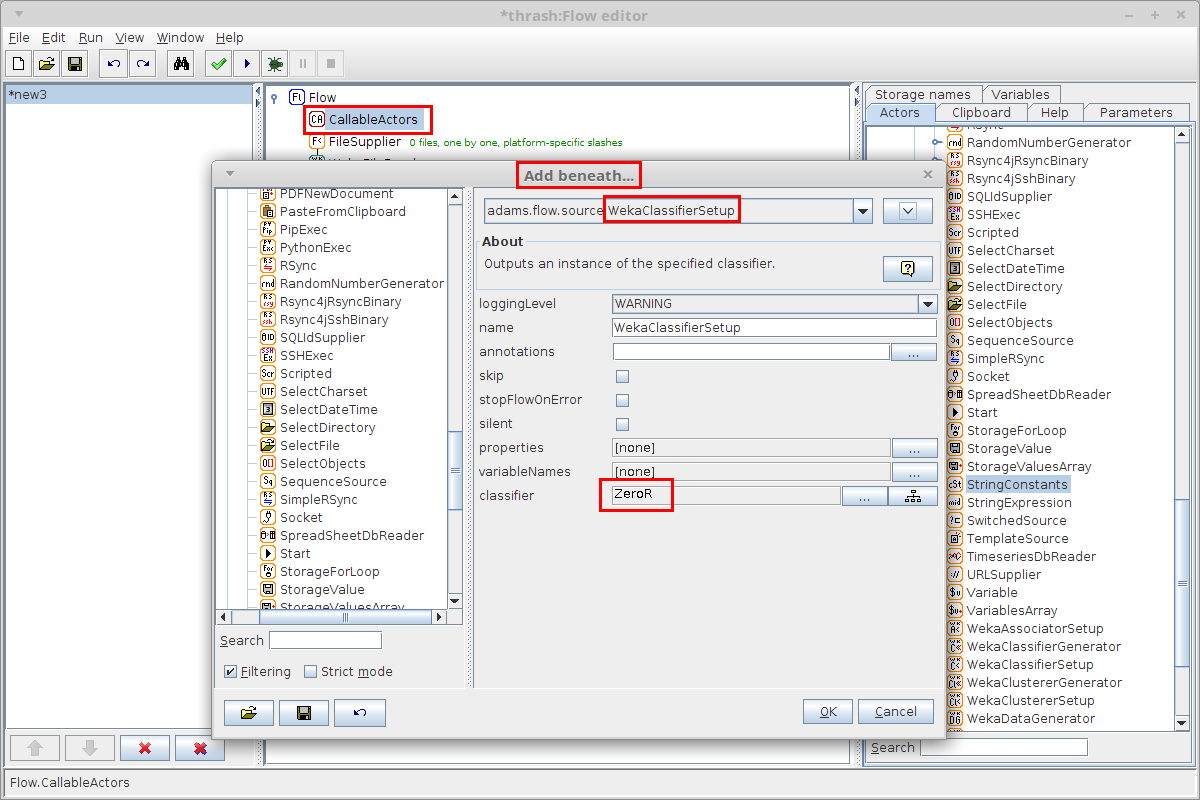 *thrash:Flow editor
File Edit Run View Window Help
*new3
Flow
CallableActors
FileSupplier 0 files, one by one, platform-specific slashes
Storage names Variables
Actors Clipboard Help Parameters
RandomNumberGenerator
Rsync4jRsyncBinary
Rsync4jSshBinary
SQLIdSupplier
SSHExec
Scripted
SelectCharset
SelectDateTime
SelectDirectory
SelectFile
SelectObjects
SequenceSource
SimpleRSync
Socket
SpreadSheetDbReader
Start
StorageForLoop
StorageValue
StorageValuesArray
StringConstants
StringExpression
SwitchedSource
TemplateSource
TimeseriesDbReader
URLSupplier
Variable
VariablesArray
WekaAssociatorSetup
WekaClassifierGenerator
WekaClassifierSetup
WekaClustererGenerator
WekaClustererSetup
WekaDataGenerator
Search
Add beneath...
PDFNewDocument
PasteFromClipboard
PipExec
PythonExec
RSync
RandomNumberGenerator
Rsync4jRsyncBinary
Rsync4jSshBinary
SQLIdSupplier
SSHExec
Scripted
SelectCharset
SelectDateTime
SelectDirectory
SelectFile
SelectObjects
SequenceSource
SimpleRSync
Socket
SpreadSheetDbReader
Start
StorageForLoop
StorageValue
StorageValuesArray
Search
Filtering Strict mode
adams.flow.source.WekaClassifierSetup
About
Outputs an instance of the specified classifier.
loggingLevel WARNING
name WekaClassifierSetup
annotations ...
skip
stopFlowOnError
silent
properties [none] ...
variableNames [none] ...
classifier ZeroR ...
OK Cancel
Flow.CallableActors